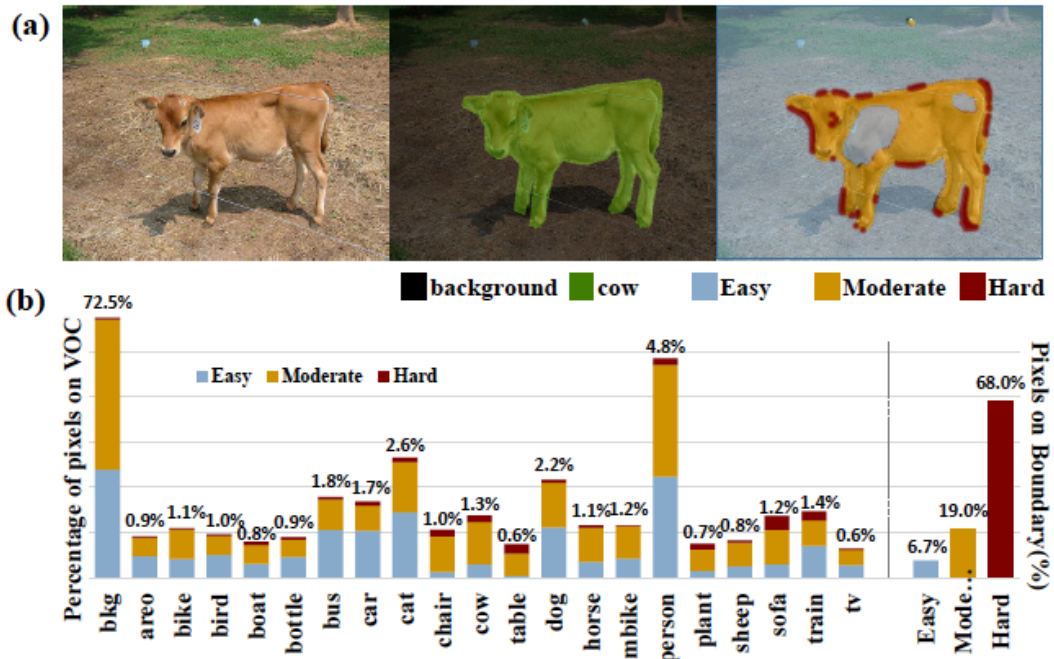 (a)
background cow Easy Moderate Hard
(b)
Percentage of pixels on VOC
Pixels on Boundary(%)
Easy Moderate Hard
72.5% 0.9% 1.1% 1.0% 0.8% 0.9% 1.8% 1.7% 2.6% 1.0% 1.3% 0.6% 2.2% 1.1% 1.2% 4.8% 0.7% 0.8% 1.2% 1.4% 0.6% 6.7% 19.0% 68.0%
bkg areo bike bird boat bottle bus car cat chair cow table dog horse mbike person plant sheep sofa train tv Easy Mode... Hard